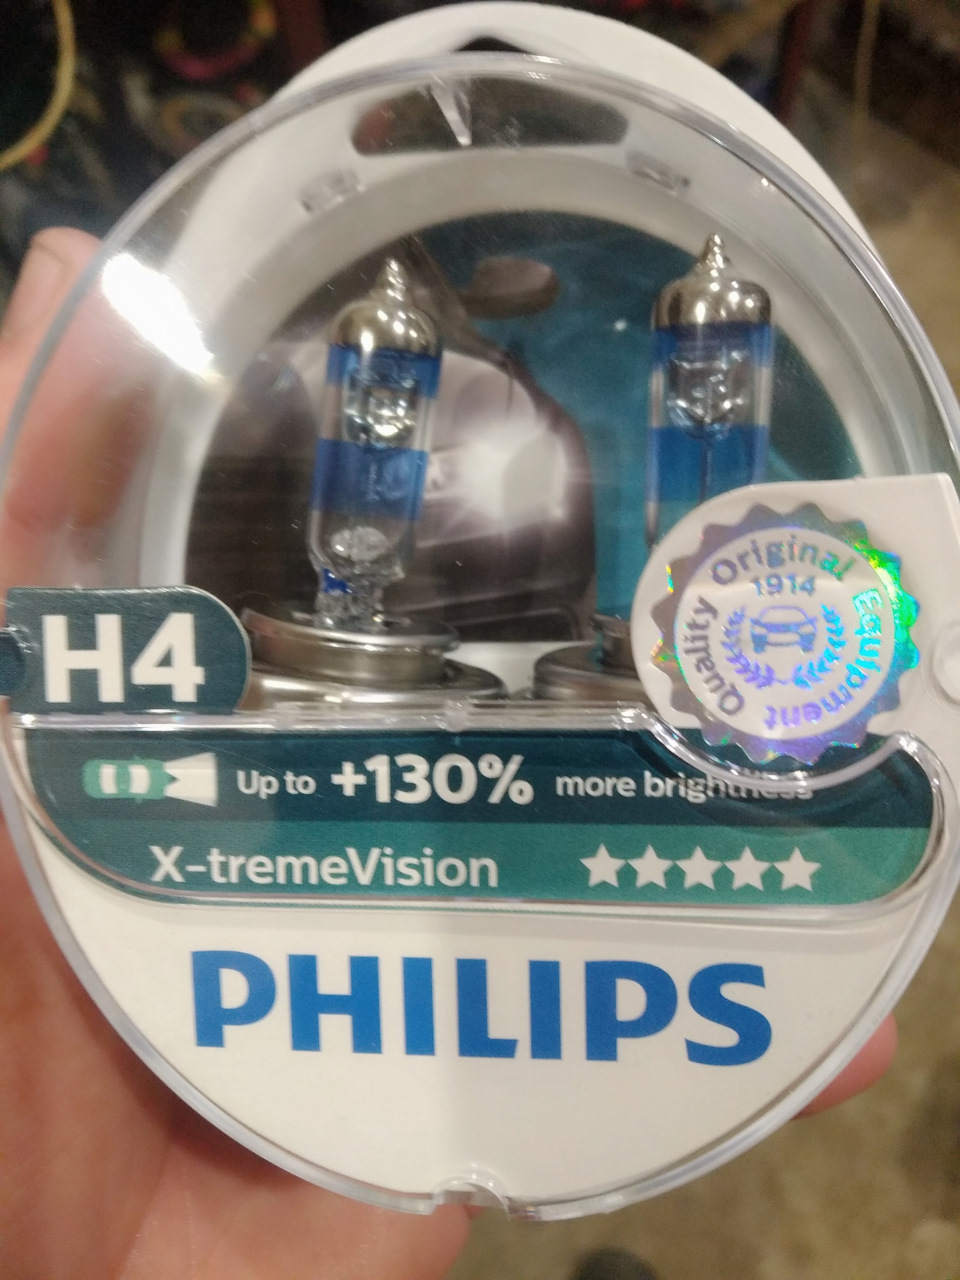 Original
1914
Quality
Equipment
H4
Up to +130% more brightness
X-tremeVision
PHILIPS